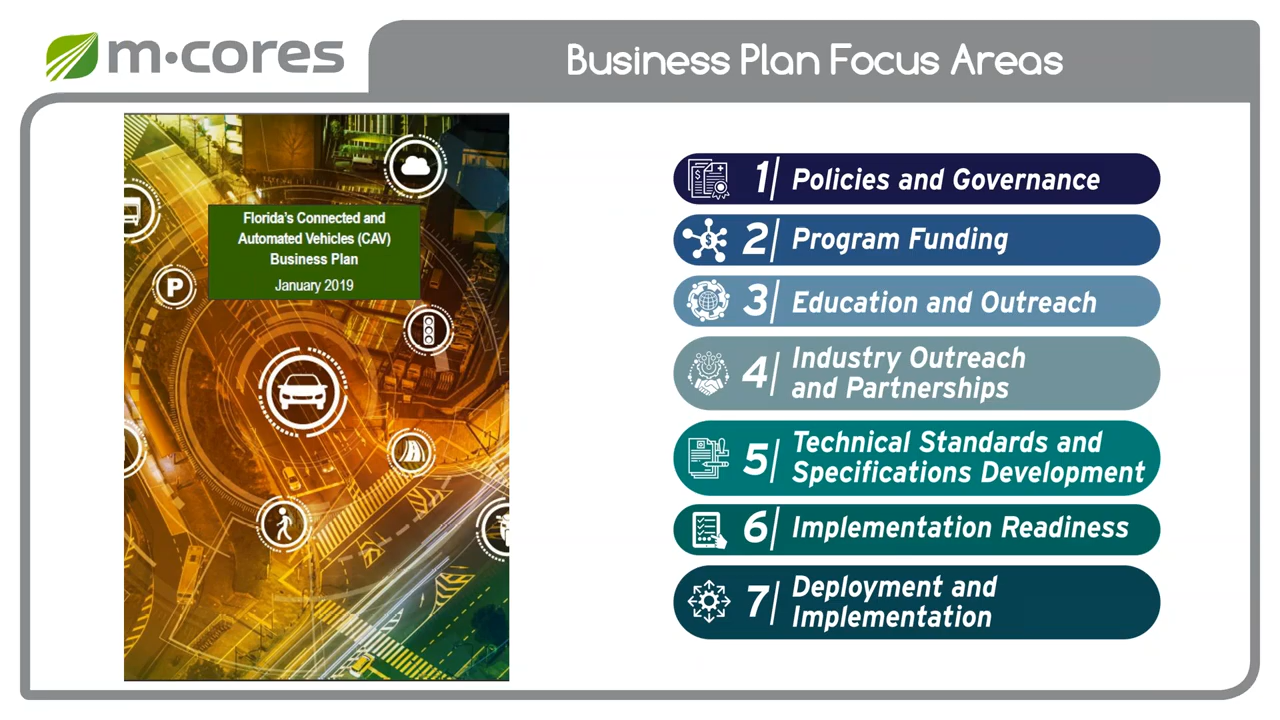 m·cores
Business Plan Focus Areas
Florida's Connected and
Automated Vehicles (CAV)
Business Plan
January 2019
P
1/ Policies and Governance
2/ Program Funding
3/ Education and Outreach
4/ Industry Outreach
and Partnerships
5/ Technical Standards and
Specifications Development
6/ Implementation Readiness
7/ Deployment and
Implementation